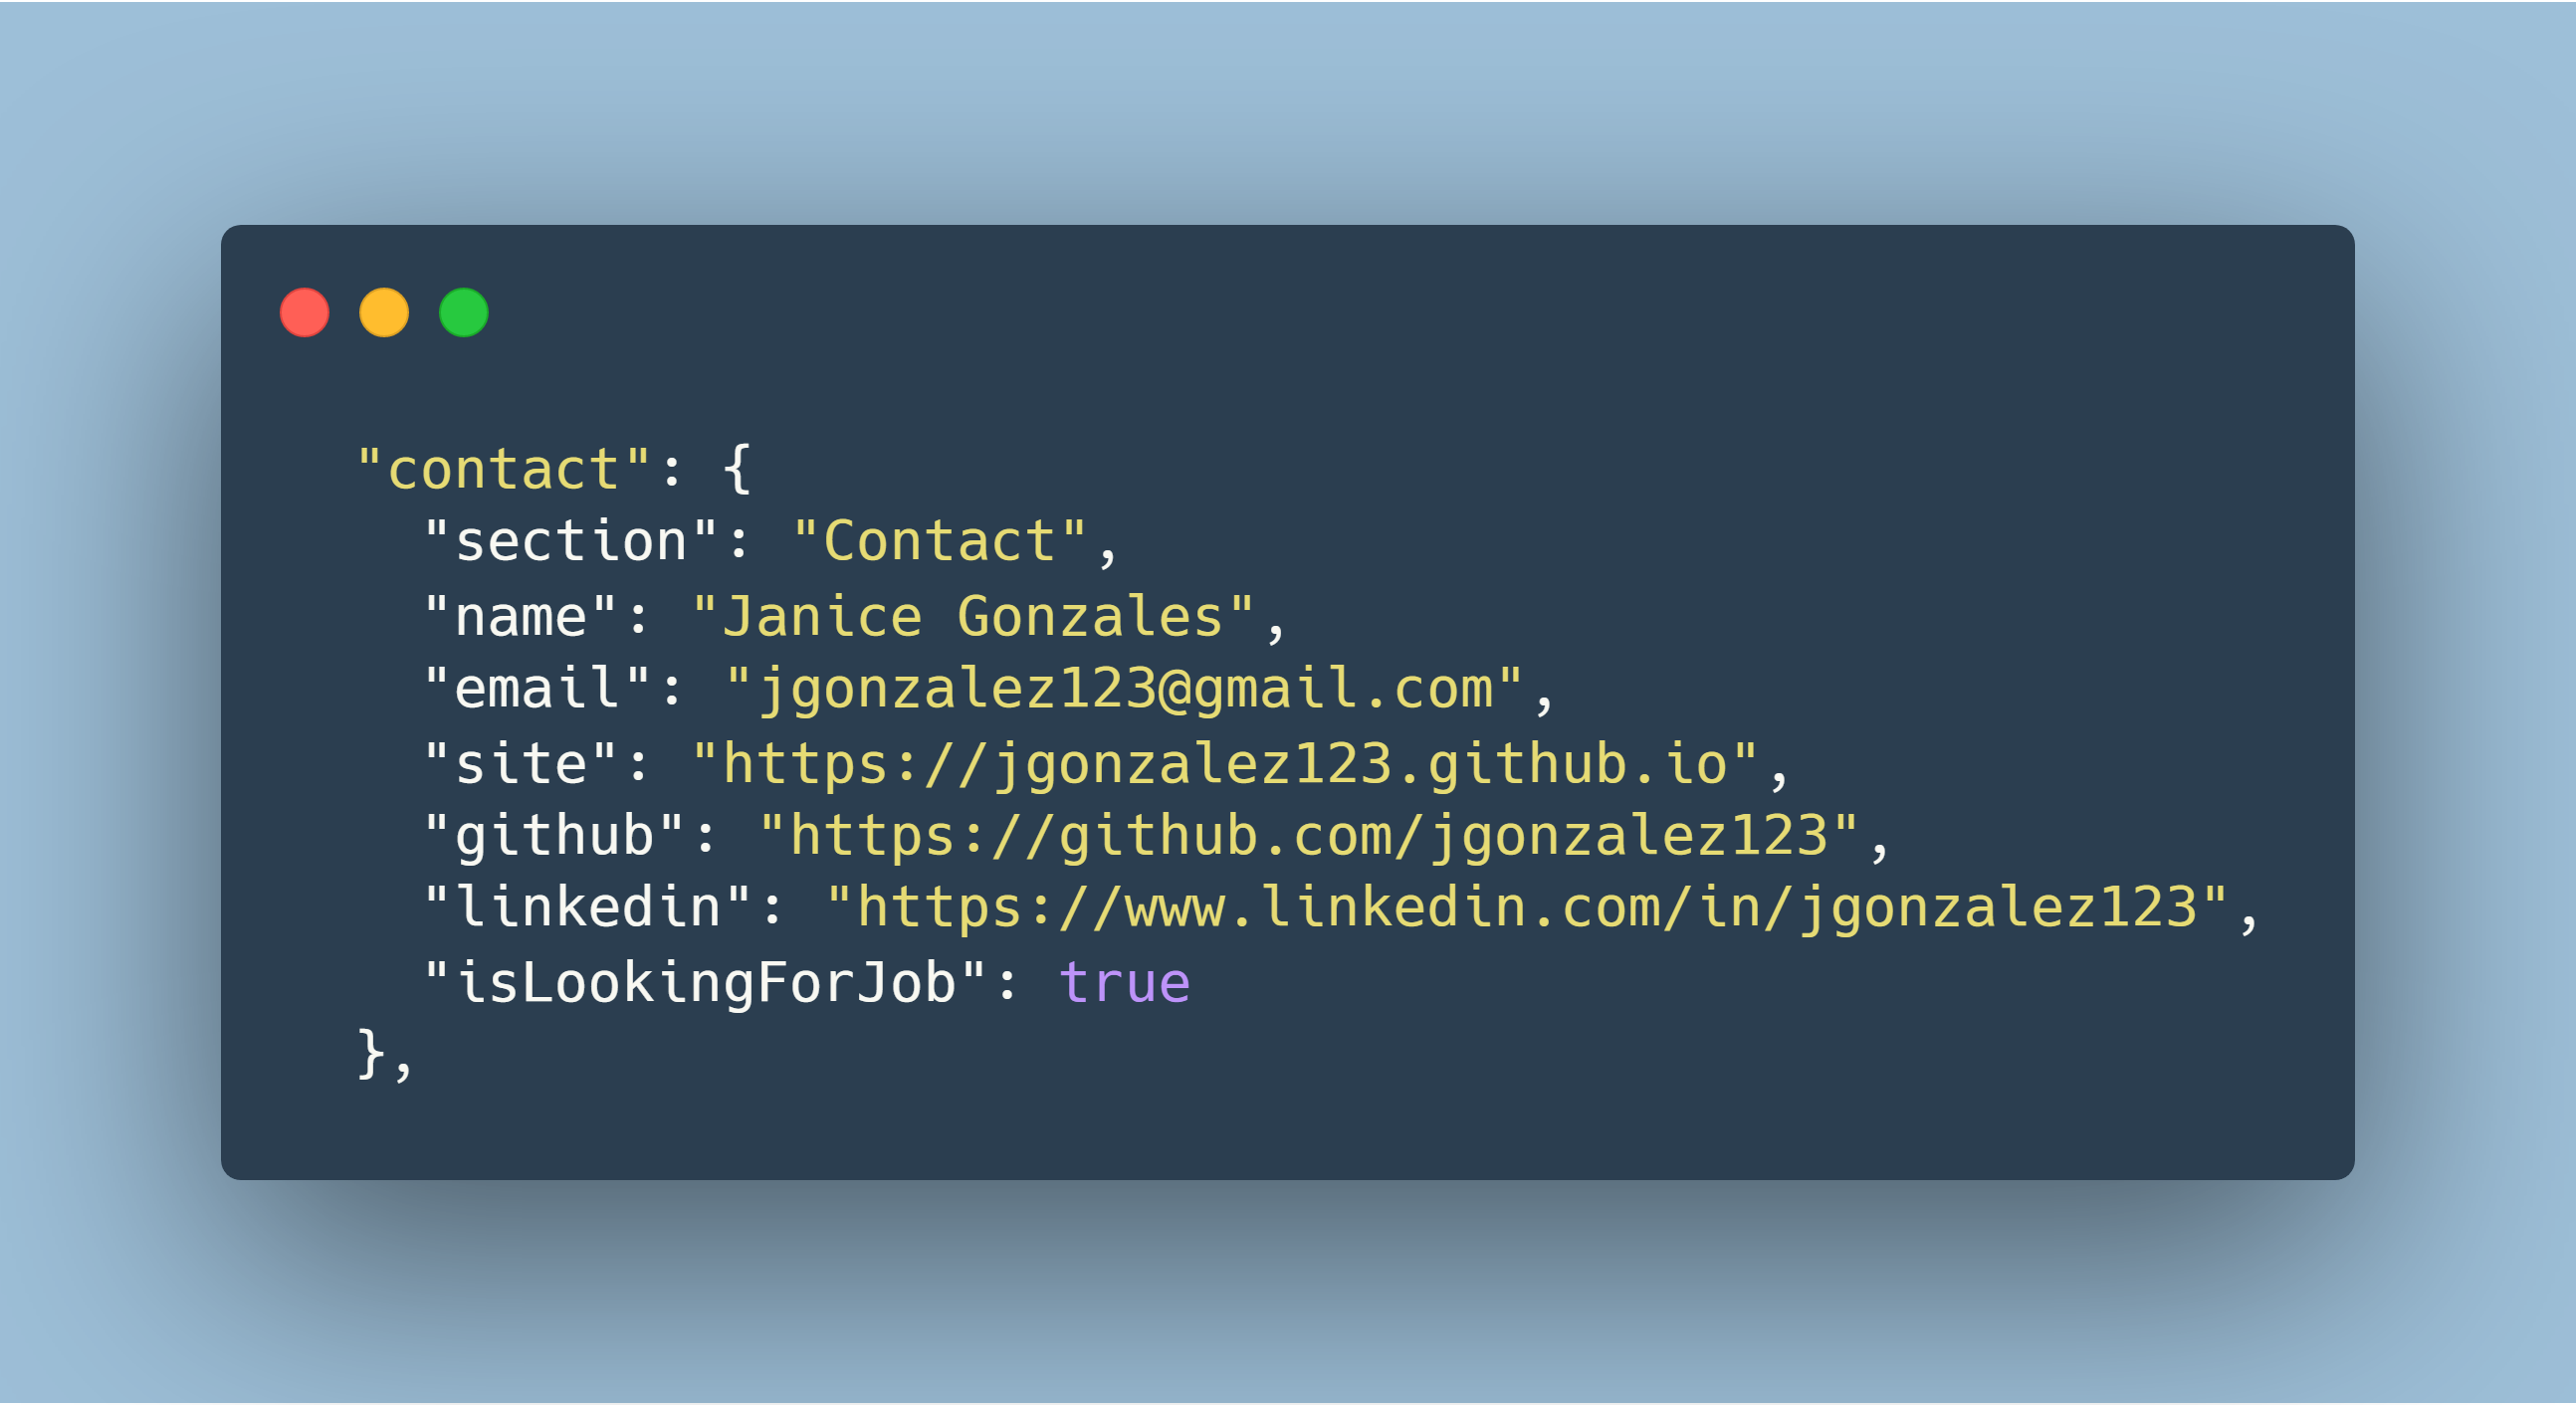 "contact": {
  "section": "Contact",
  "name": "Janice Gonzales",
  "email": "jgonzalez123@gmail.com",
  "site": "https://jgonzalez123.github.io",
  "github": "https://github.com/jgonzalez123",
  "linkedin": "https://www.linkedin.com/in/jgonzalez123",
  "isLookingForJob": true
},